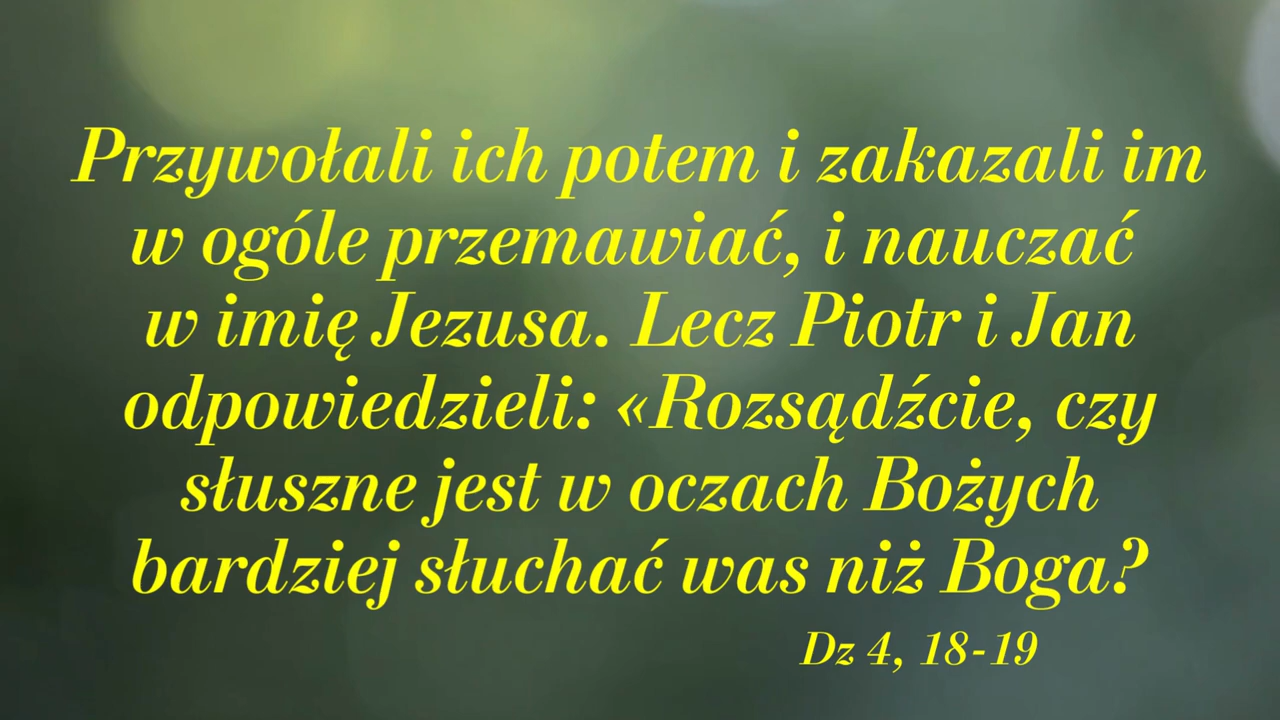 Przywołali ich potem i zakazali im
w ogóle przemawiać, i nauczać
w imię Jezusa. Lecz Piotr i Jan
odpowiedzieli: «Rozsądźcie, czy
słuszne jest w oczach Bożych
bardziej słuchać was niż Boga?
Dz 4, 18-19